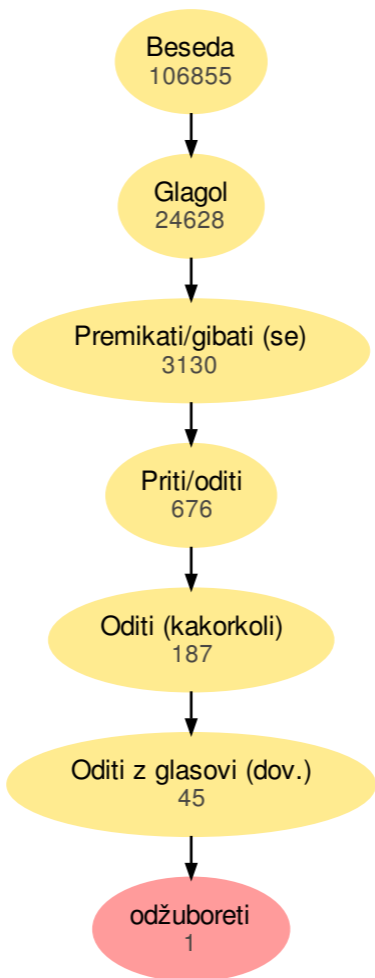 Beseda
106855
Glagol
24628
Premikati/gibati (se)
3130
Priti/oditi
676
Oditi (kakorkoli)
187
Oditi z glasovi (dov.)
45
odžuboreti
1